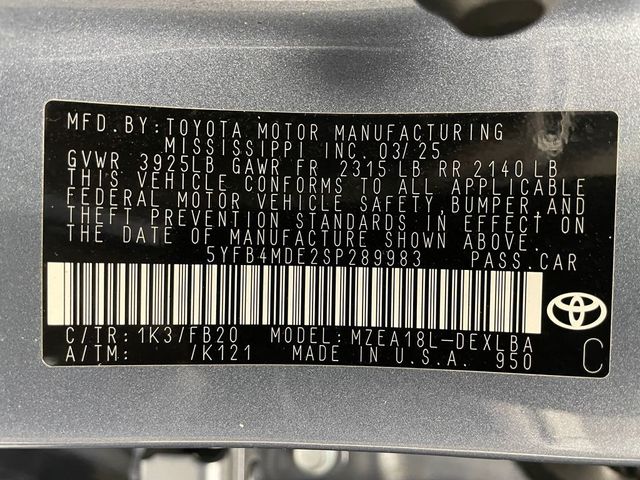 MFD. BY: TOYOTA MOTOR MANUFACTURING
MISSISSIPPI INC. 03/25
GVWR 3925LB GAWR FR 2315 LB RR 2140 LB
THIS VEHICLE CONFORMS TO ALL APPLICABLE
FEDERAL MOTOR VEHICLE SAFETY, BUMPER, AND
THEFT PREVENTION STANDARDS IN EFFECT ON
THE DATE OF MANUFACTURE SHOWN ABOVE.
5YFB4MDE2SP289983 PASS. CAR
C/TR: 1K3/FB20 MODEL: MZEA18L-DEXLBA
A/TM: /K121 MADE IN U.S.A. 950
C